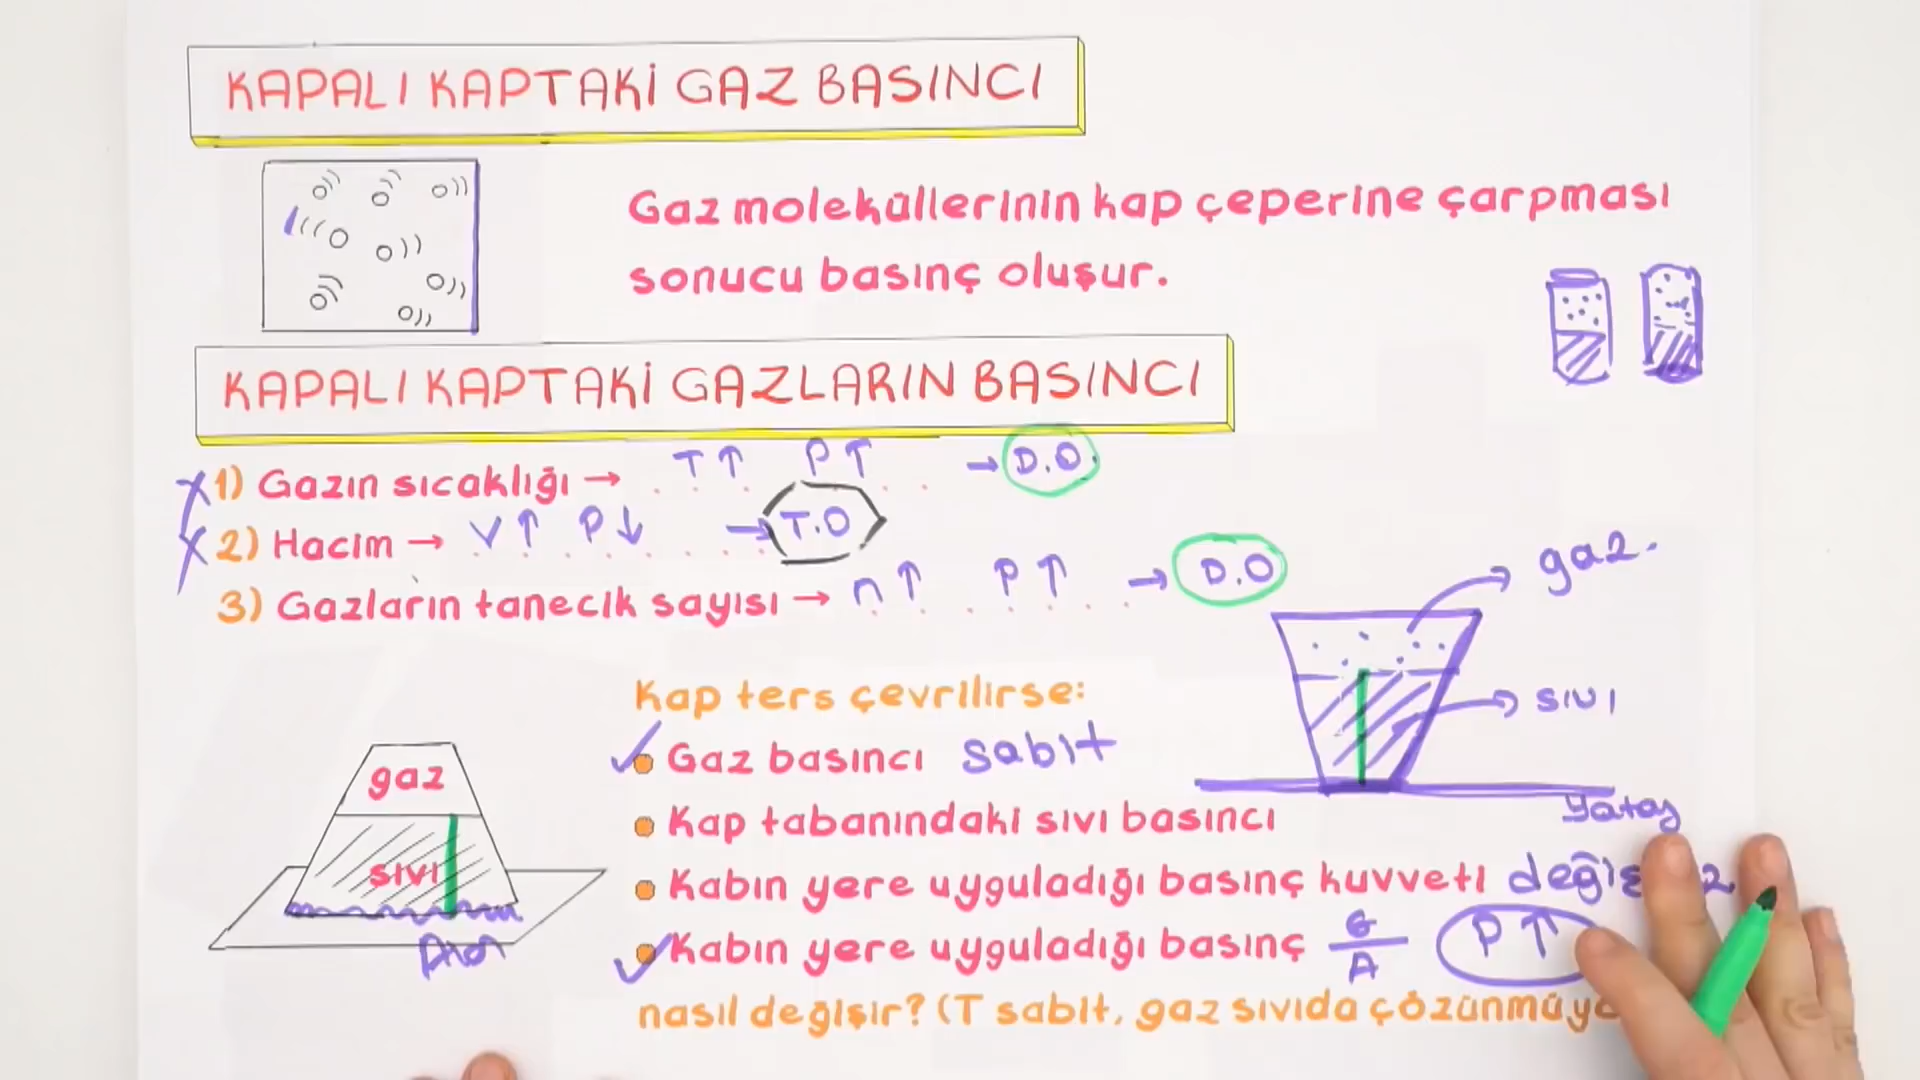 KAPALI KAPTAKİ GAZ BASINCI
Gaz moleküllerinin kap çeperine çarpması
sonucu basınç oluşur.
KAPALI KAPTAKİ GAZLARIN BASINCI
1) Gazın sıcaklığı → T↑ P↑ → D.O.
2) Hacim → V↑ P↓ → T.O
3) Gazların tanecik sayısı → n↑ P↑ → D.O
gaz.
sıvı
yatay
Kap ters çevrilirse:
Gaz basıncı sabit
Kap tabanındaki sıvı basıncı
Kabın yere uyguladığı basınç kuvveti
Kabın yere uyguladığı basınç G/A P↑
nasıl değişir? (T sabit, gaz sıvıda
gaz
sıvı